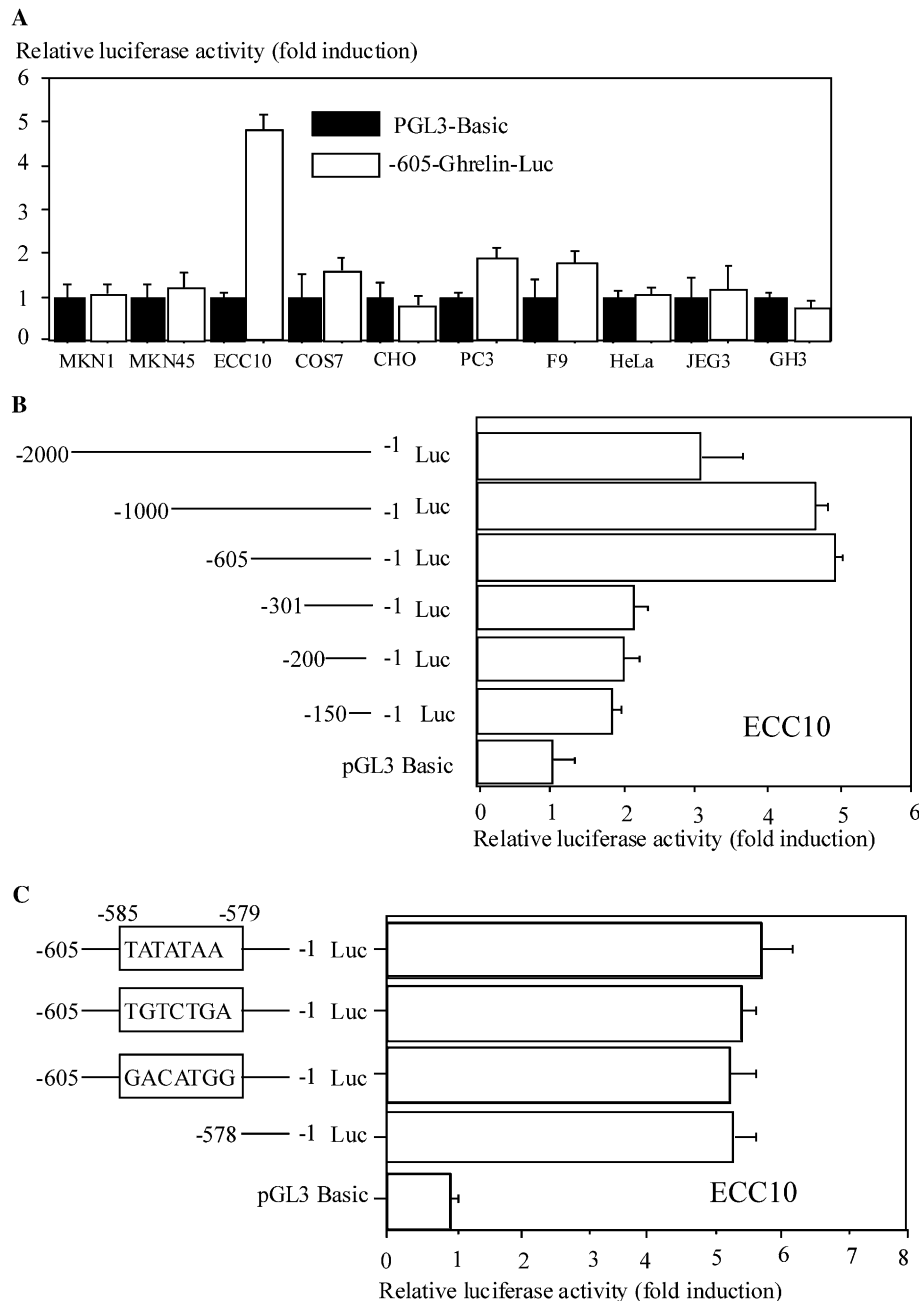 A
Relative luciferase activity (fold induction)
6
5
4
3
2
1
0
PGL3-Basic
-605-Ghrelin-Luc
MKN1 MKN45 ECC10 COS7 CHO PC3 F9 HeLa JEG3 GH3
B
-2000 -1 Luc
-1000 -1 Luc
-605 -1 Luc
-301 -1 Luc
-200 -1 Luc
-150 -1 Luc
pGL3 Basic
ECC10
0 1 2 3 4 5 6
Relative luciferase activity (fold induction)
C
-585 -579
-605 TATATAA -1 Luc
-605 TGTCTGA -1 Luc
-605 GACATGG -1 Luc
-578 -1 Luc
pGL3 Basic
ECC10
0 1 2 3 4 5 6 7 8
Relative luciferase activity (fold induction)